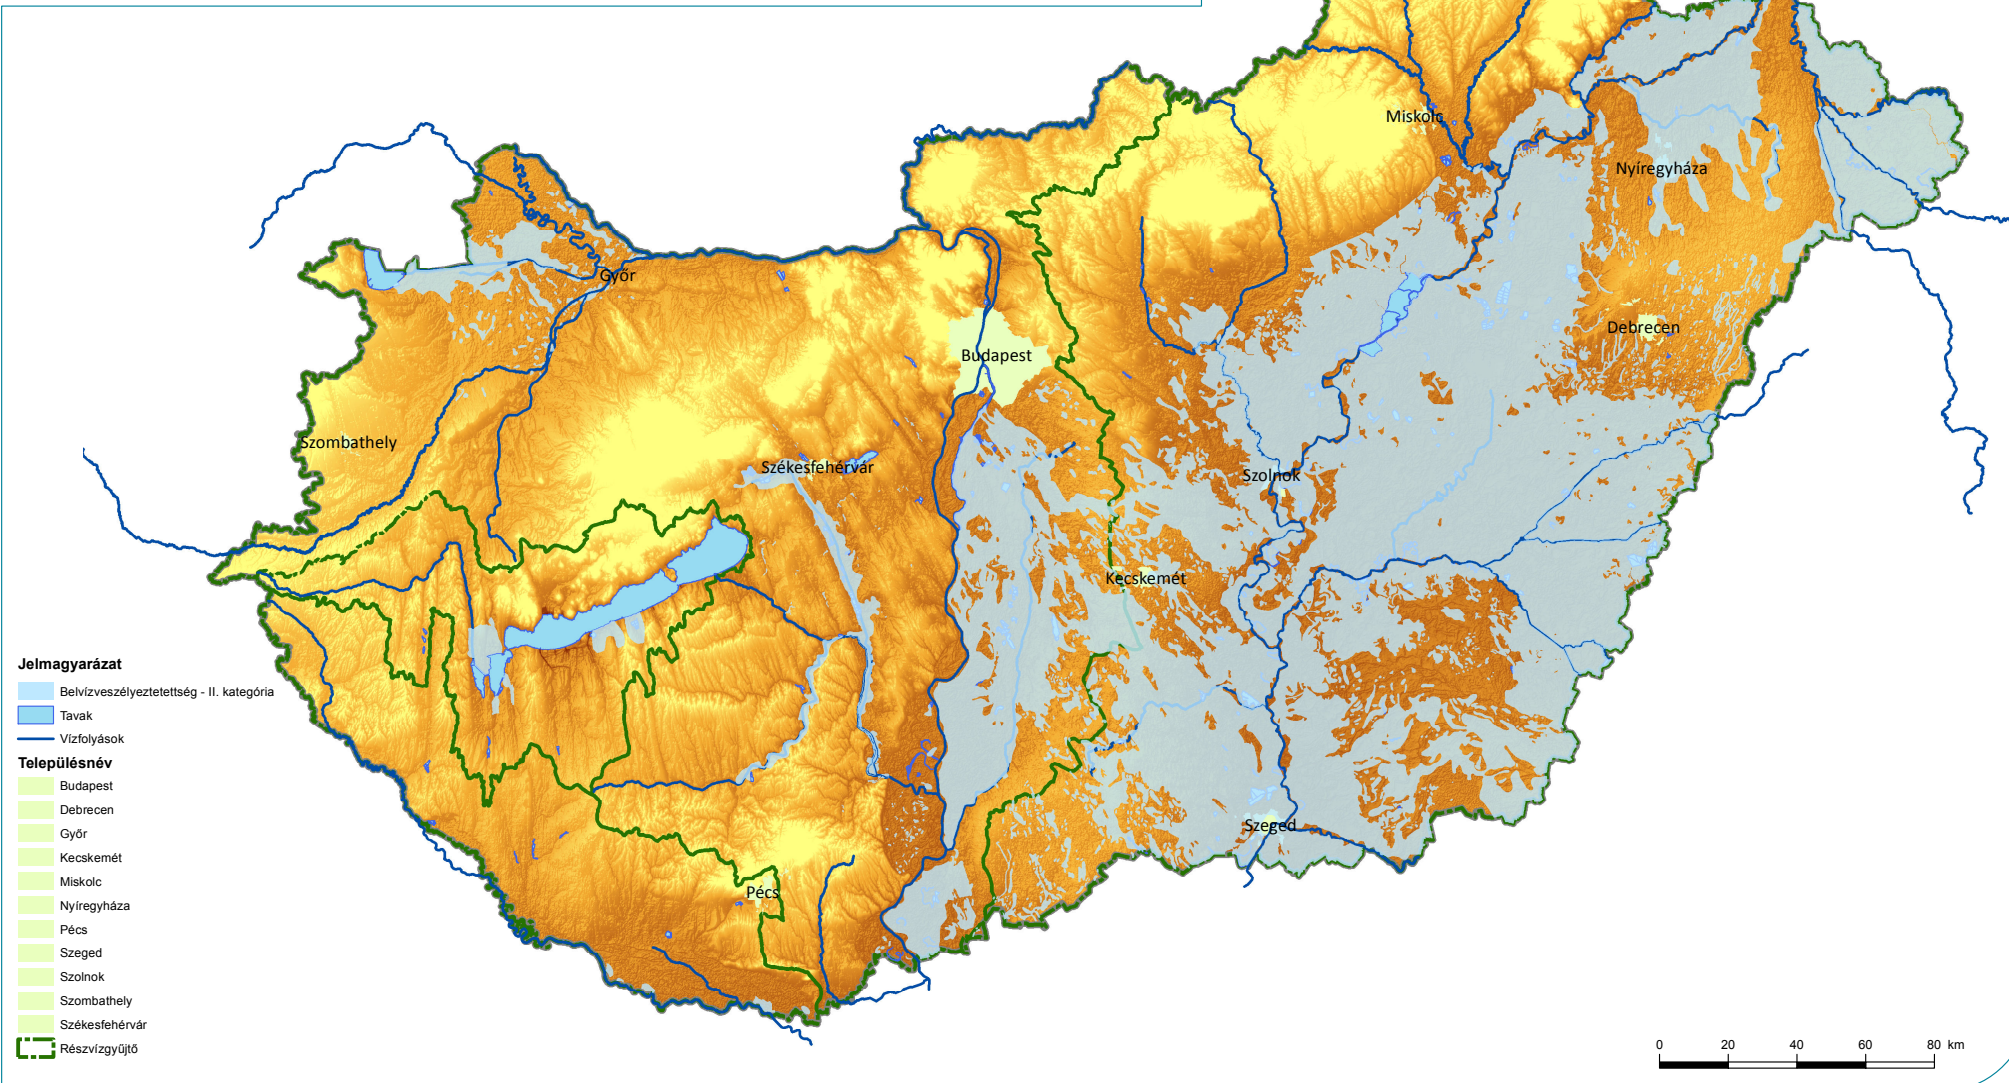 Miskolc
Nyíregyháza
Győr
Debrecen
Budapest
Szombathely
Székesfehérvár
Szolnok
Kecskemét
Szeged
Pécs
Jelmagyarázat
Belvízveszélyeztetettség - II. kategória
Tavak
Vízfolyások
Településnév
Budapest
Debrecen
Győr
Kecskemét
Miskolc
Nyíregyháza
Pécs
Szeged
Szolnok
Szombathely
Székesfehérvár
Részvízgyűjtő
0 20 40 60 80 km